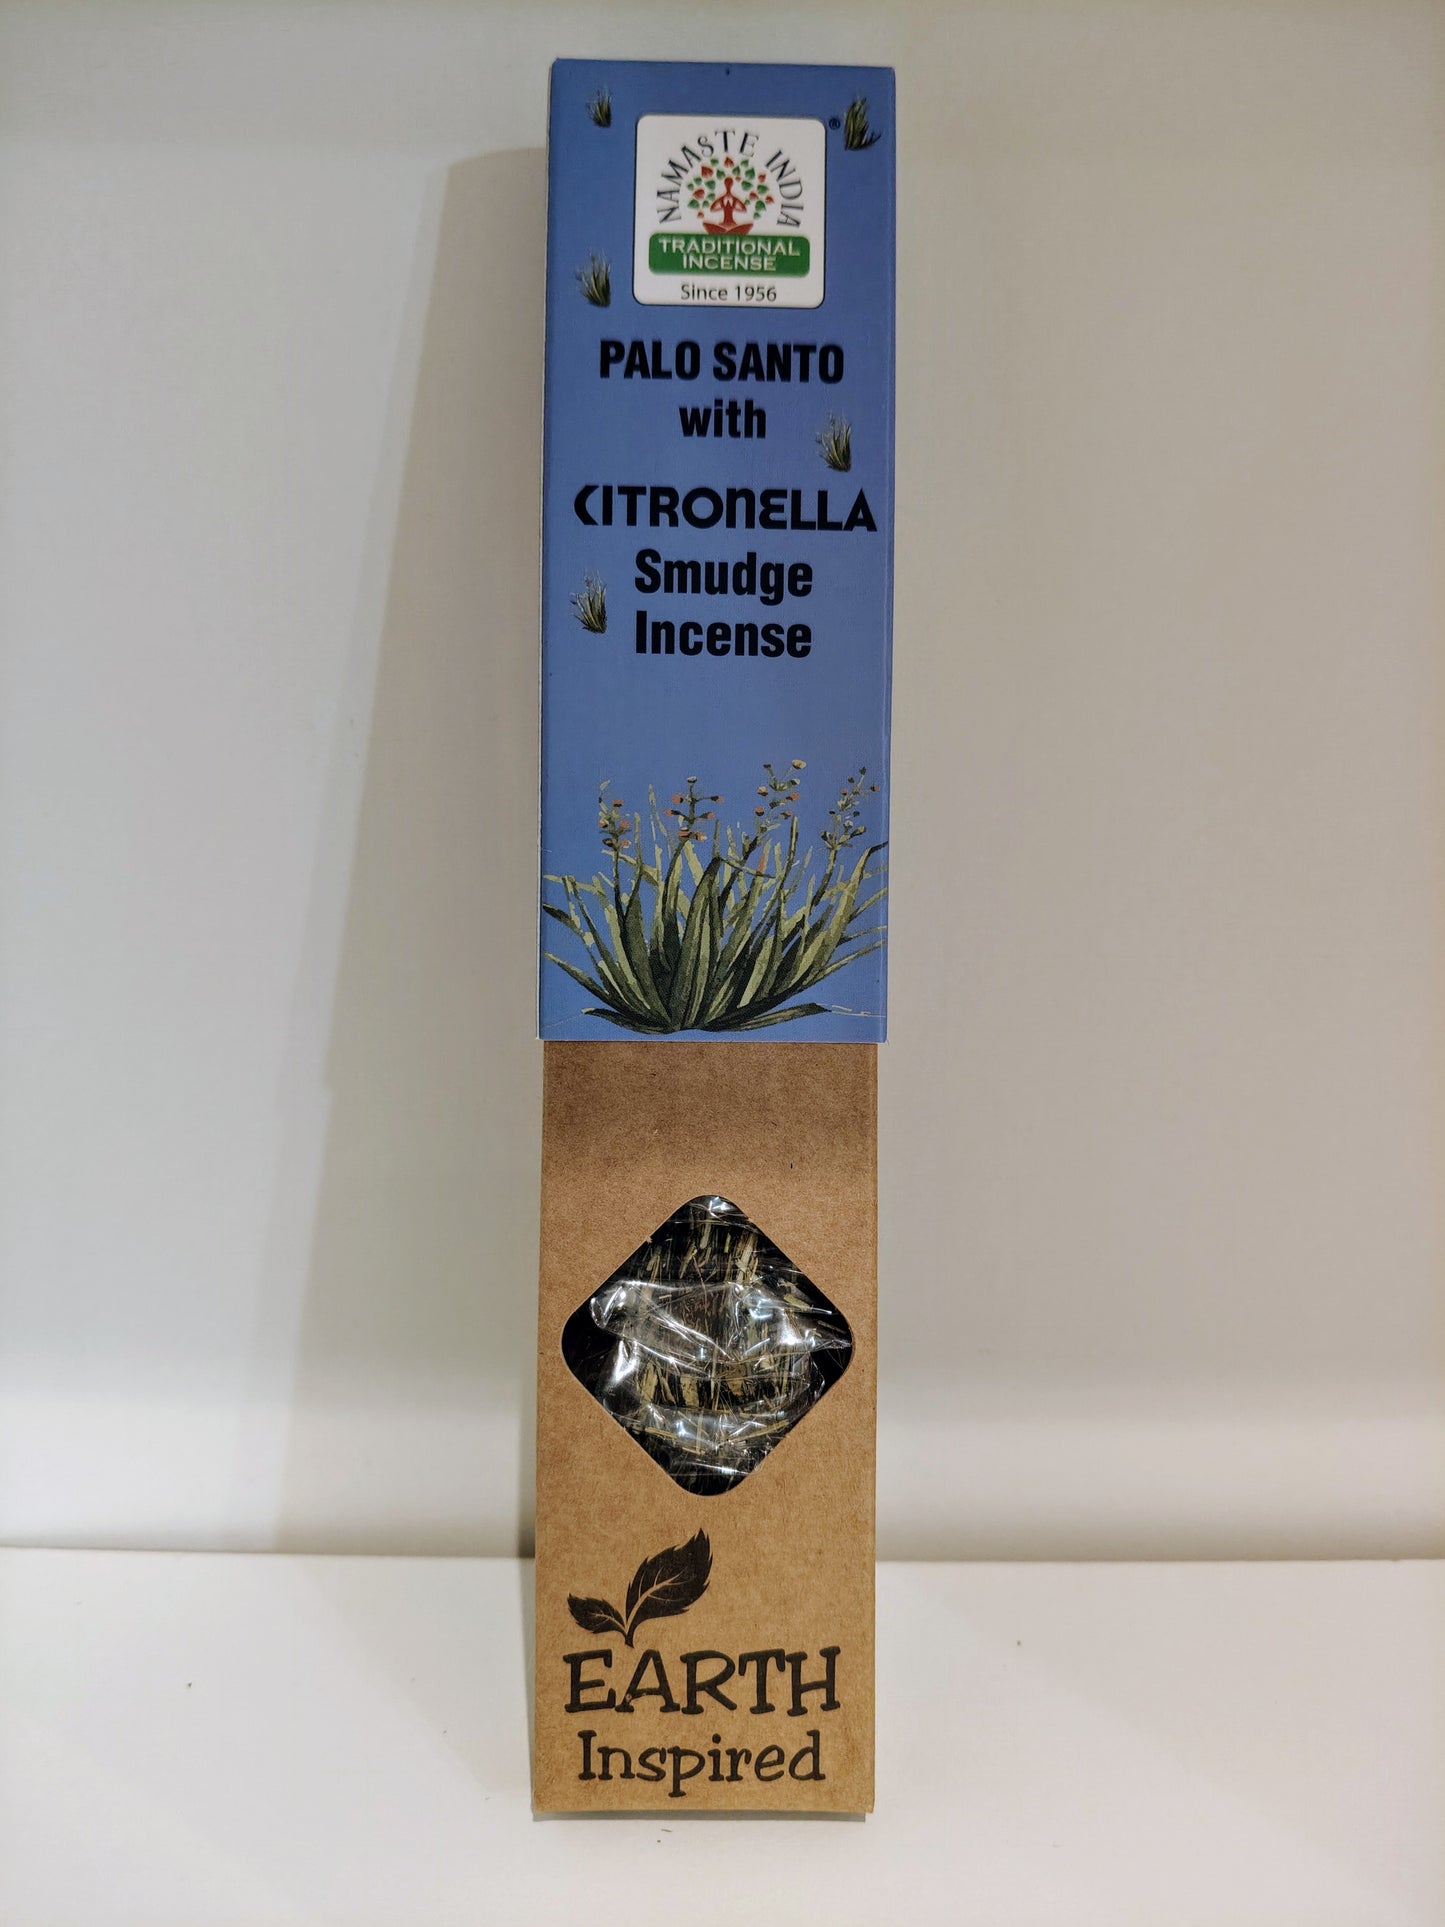 NAMASTE INDIA
®
TRADITIONAL
INCENSE
Since 1956
PALO SANTO
with
CITRONELLA
Smudge
Incense
EARTH
Inspired